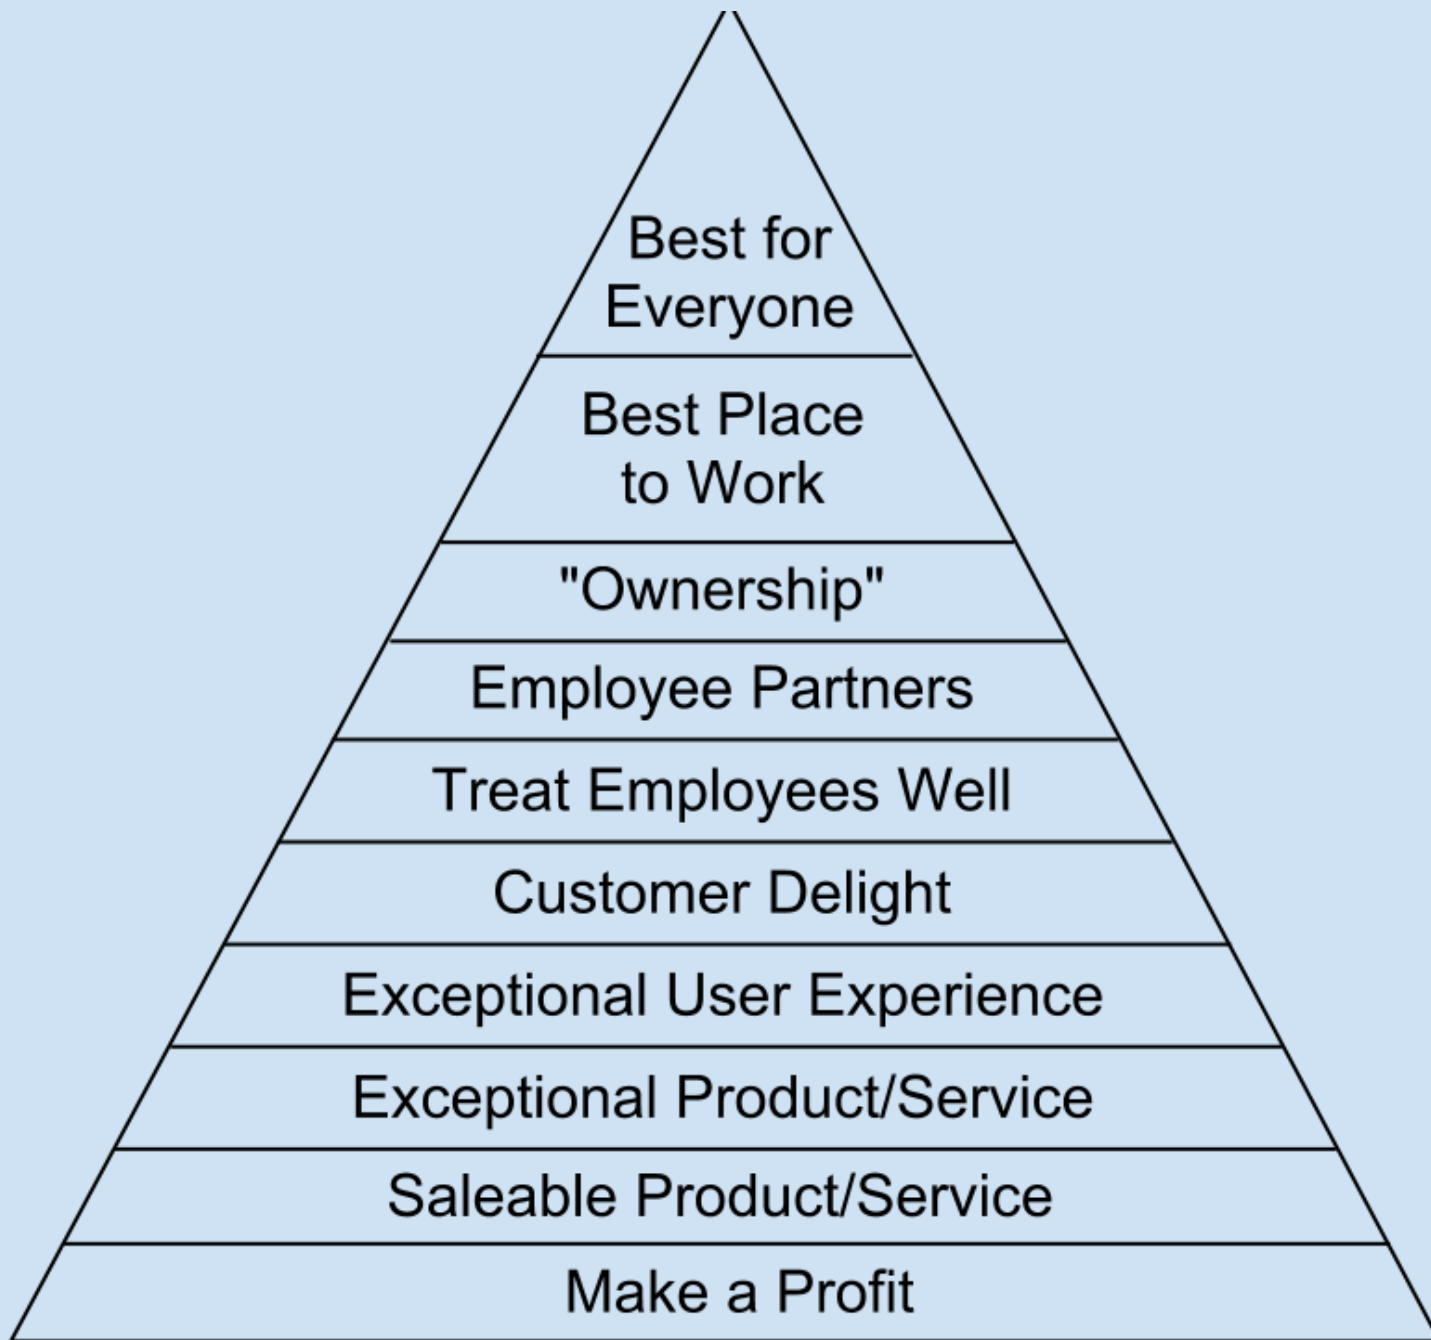 Best for
Everyone
Best Place
to Work
"Ownership"
Employee Partners
Treat Employees Well
Customer Delight
Exceptional User Experience
Exceptional Product/Service
Saleable Product/Service
Make a Profit